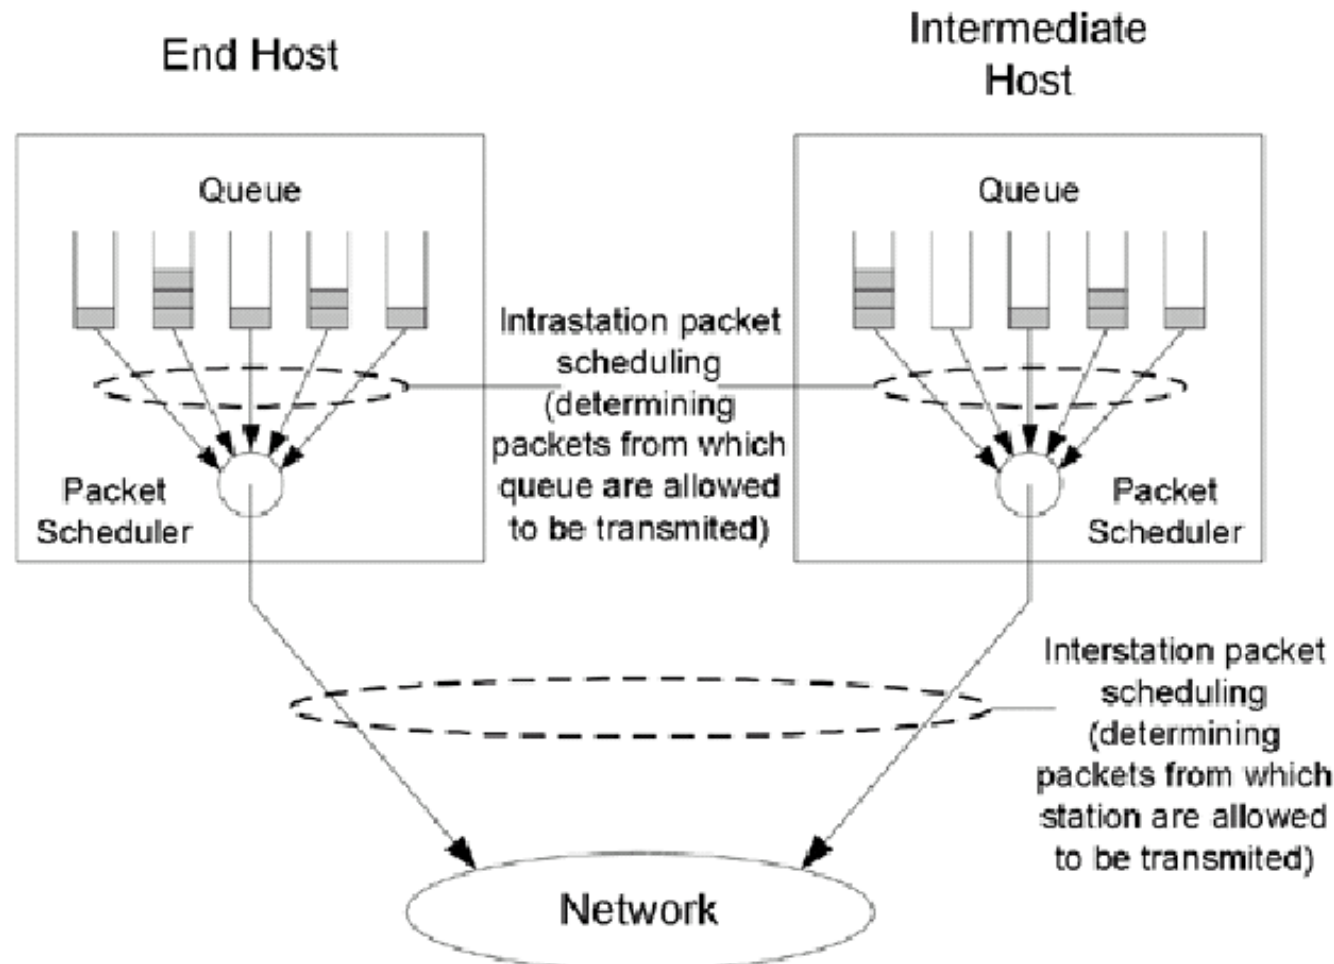 End Host
Intermediate
Host
Queue
Queue
Intrastation packet
scheduling
(determining
packets from which
queue are allowed
to be transmited)
Packet
Scheduler
Packet
Scheduler
Interstation packet
scheduling
(determining
packets from which
station are allowed
to be transmited)
Network